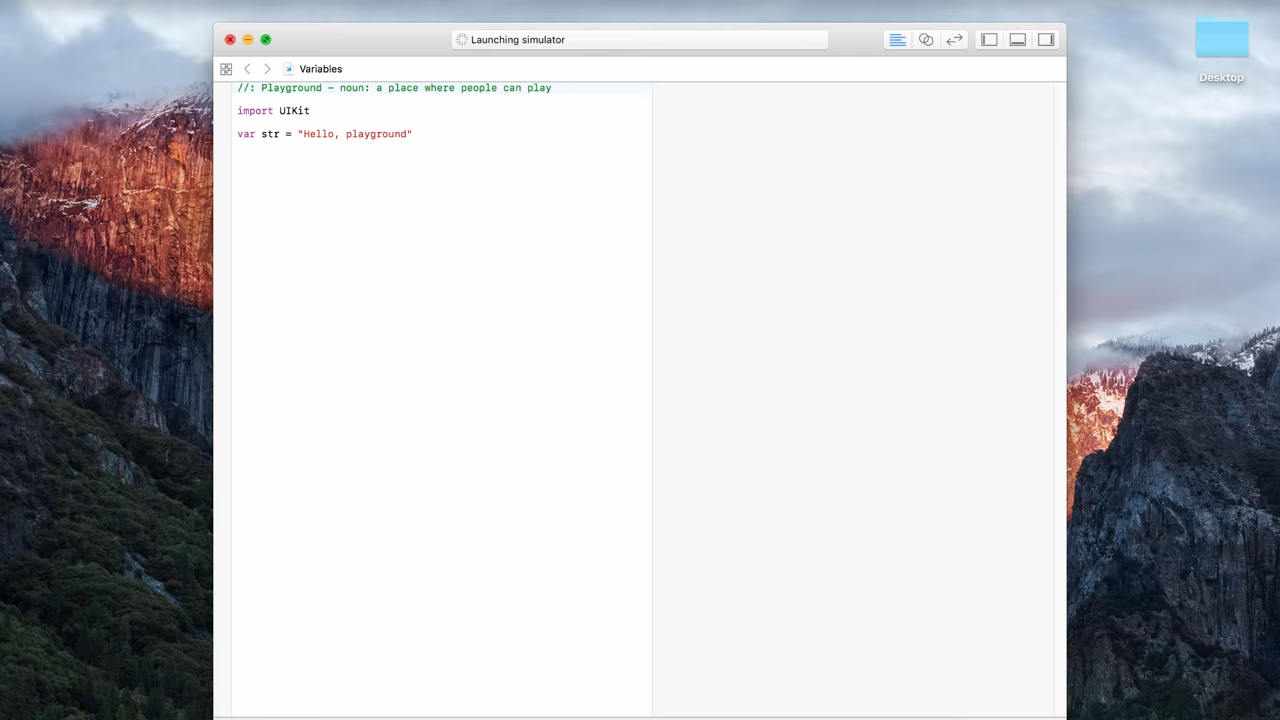 Launching simulator
Desktop
Variables
//: Playground - noun: a place where people can play
import UIKit
var str = "Hello, playground"